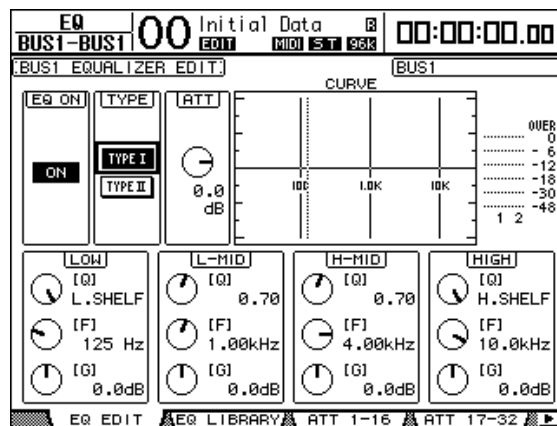 EQ
BUS1-BUS1
00
Initial Data
EDIT MIDI S.T 96K
00:00:00.00
BUS1 EQUALIZER EDIT
BUS1
EQ ON
TYPE
ATT
CURVE
ON
TYPE I
TYPE II
0.0
dB
100
1.0K
10K
OVER
0
-6
-12
-18
-30
-48
1 2
LOW
[Q]
L.SHELF
[F]
125 Hz
[G]
0.0dB
L-MID
[Q]
0.70
[F]
1.00kHz
[G]
0.0dB
H-MID
[Q]
0.70
[F]
4.00kHz
[G]
0.0dB
HIGH
[Q]
H.SHELF
[F]
10.0kHz
[G]
0.0dB
EQ EDIT
EQ LIBRARY
ATT 1-16
ATT 17-32